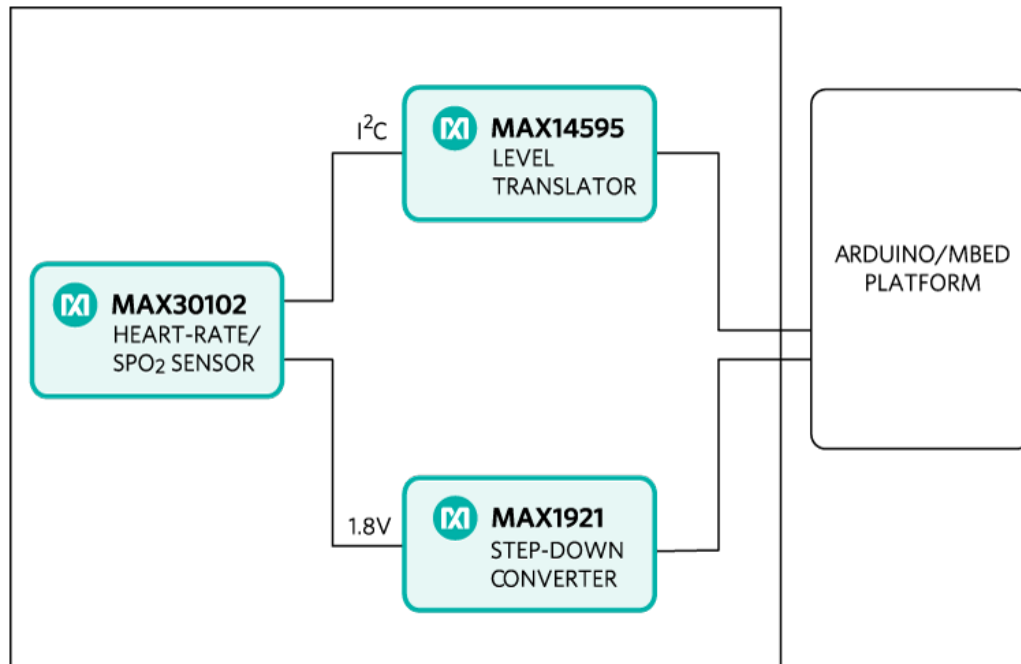 I²C
MAX14595
LEVEL
TRANSLATOR
ARDUINO/MBED
PLATFORM
MAX30102
HEART-RATE/
SPO₂ SENSOR
1.8V
MAX1921
STEP-DOWN
CONVERTER